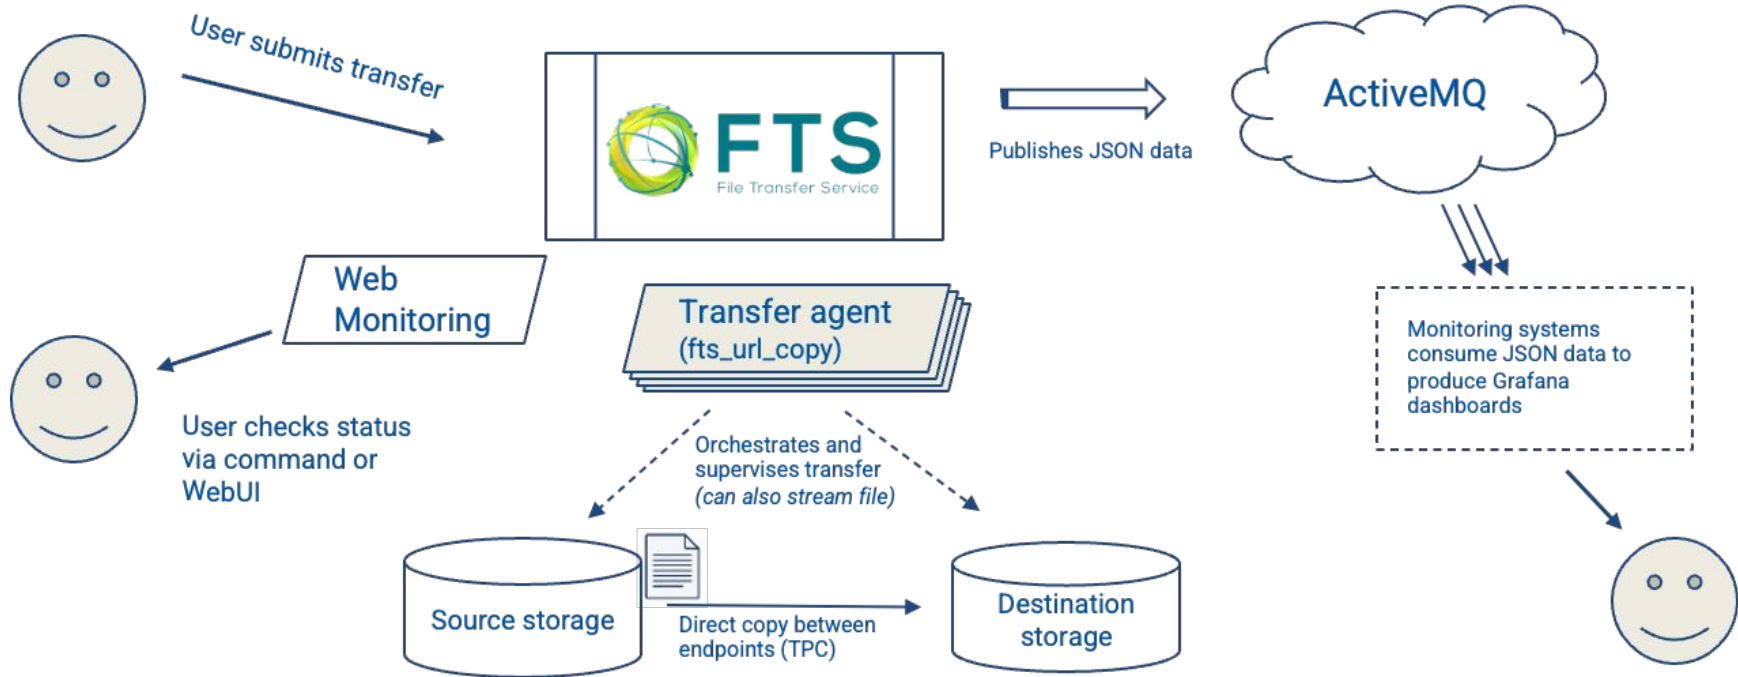 User submits transfer
FTS
File Transfer Service
Publishes JSON data
ActiveMQ
Web
Monitoring
Transfer agent
(fts_url_copy)
Monitoring systems
consume JSON data to
produce Grafana
dashboards
User checks status
via command or
WebUI
Orchestrates and
supervises transfer
(can also stream file)
Source storage
Direct copy between
endpoints (TPC)
Destination
storage